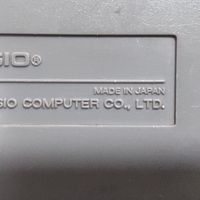 SIO®
MADE IN JAPAN
SIO COMPUTER CO., LTD.